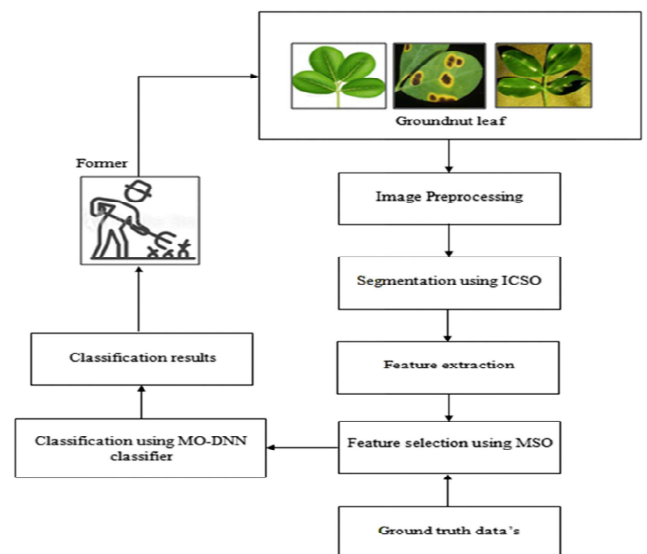 Groundnut leaf
Former
Image Preprocessing
Segmentation using ICSO
Classification results
Feature extraction
Classification using MO-DNN
classifier
Feature selection using MSO
Ground truth data's